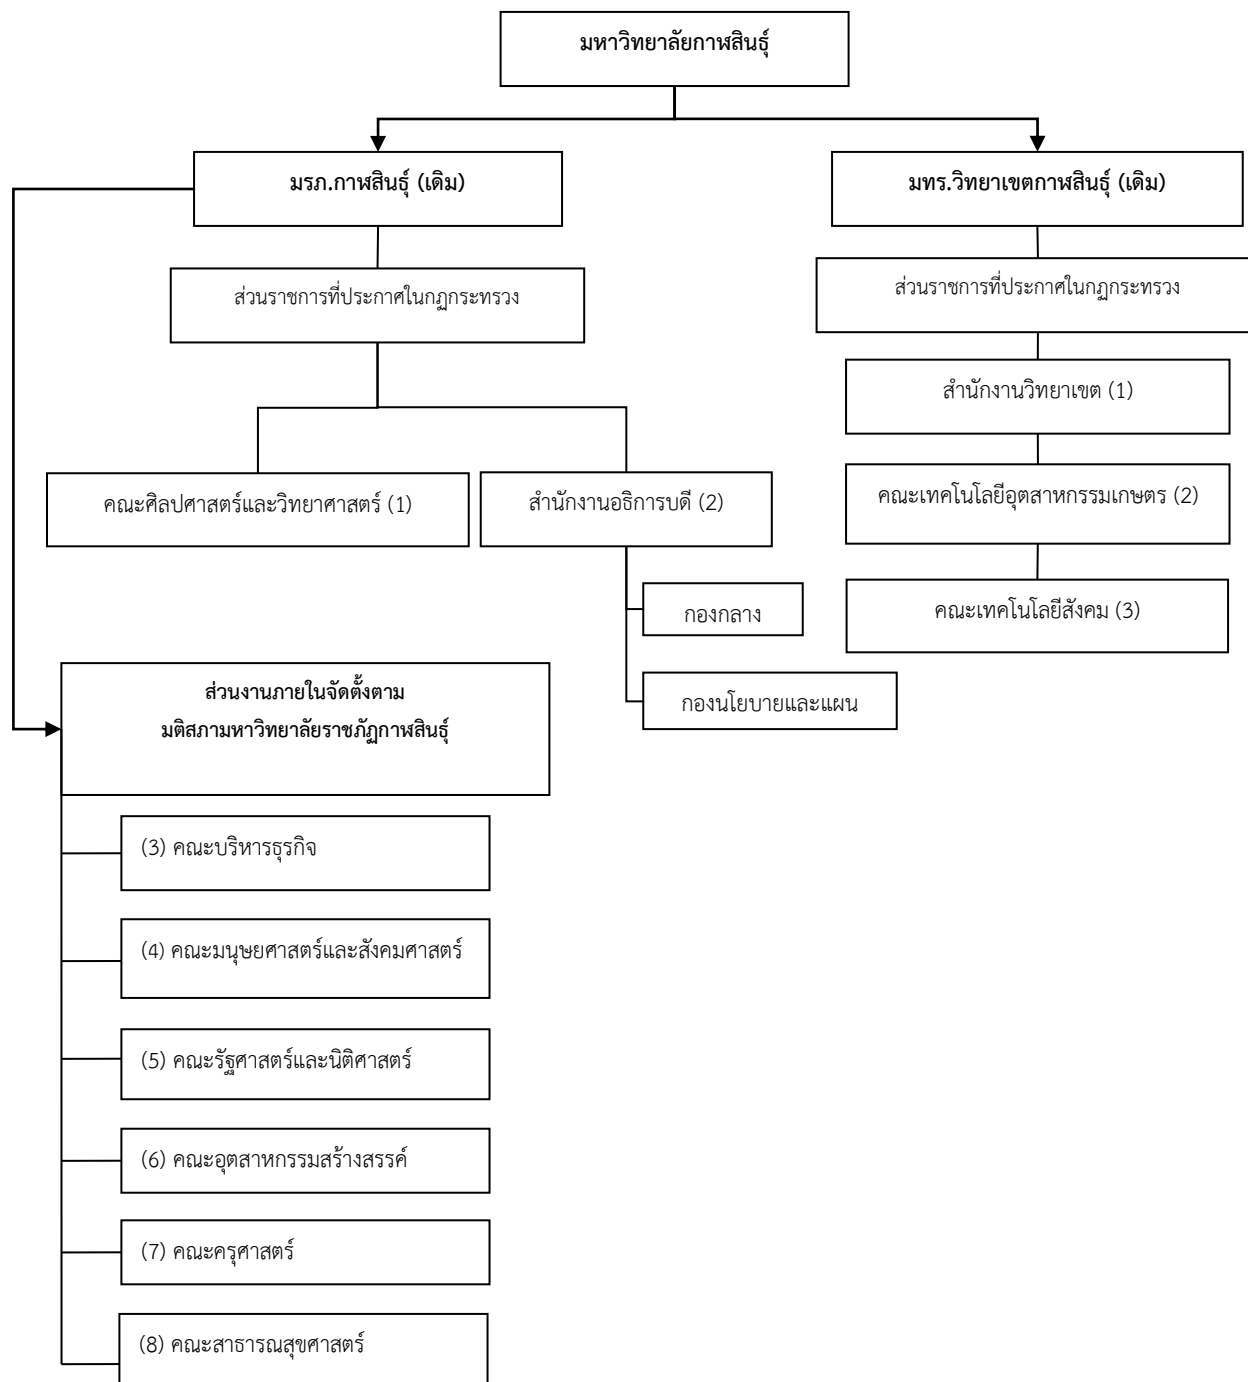 มหาวิทยาลัยกาฬสินธุ์
มรภ.กาฬสินธุ์ (เดิม)
มทร.วิทยาเขตกาฬสินธุ์ (เดิม)
ส่วนราชการที่ประกาศในกฏกระทรวง
ส่วนราชการที่ประกาศในกฏกระทรวง
สำนักงานวิทยาเขต (1)
คณะศิลปศาสตร์และวิทยาศาสตร์ (1)
สำนักงานอธิการบดี (2)
คณะเทคโนโลยีอุตสาหกรรมเกษตร (2)
กองกลาง
คณะเทคโนโลยีสังคม (3)
กองนโยบายและแผน
ส่วนงานภายในจัดตั้งตาม
มติสภามหาวิทยาลัยราชภัฏกาฬสินธุ์
(3) คณะบริหารธุรกิจ
(4) คณะมนุษยศาสตร์และสังคมศาสตร์
(5) คณะรัฐศาสตร์และนิติศาสตร์
(6) คณะอุตสาหกรรมสร้างสรรค์
(7) คณะครุศาสตร์
(8) คณะสาธารณสุขศาสตร์